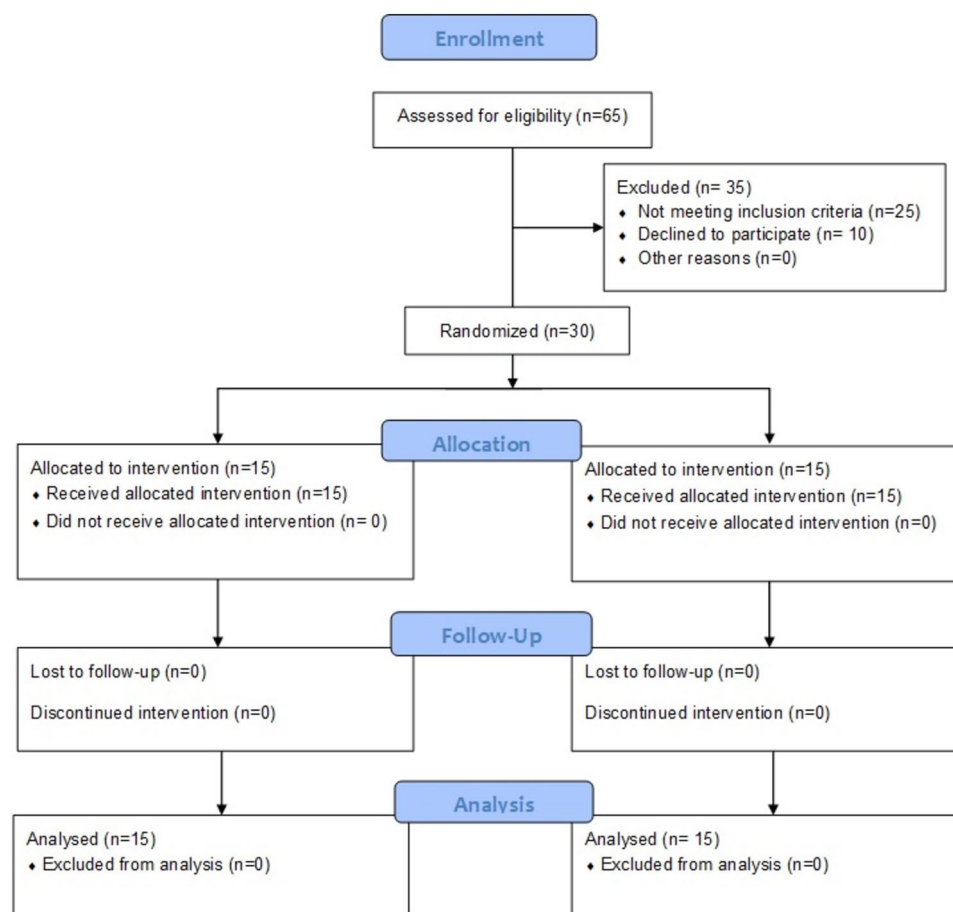 Enrollment
Assessed for eligibility (n=65)
Excluded (n= 35)
♦ Not meeting inclusion criteria (n=25)
♦ Declined to participate (n= 10)
♦ Other reasons (n=0)
Randomized (n=30)
Allocation
Allocated to intervention (n=15)
♦ Received allocated intervention (n=15)
♦ Did not receive allocated intervention (n= 0)
Allocated to intervention (n=15)
♦ Received allocated intervention (n=15)
♦ Did not receive allocated intervention (n=0)
Follow-Up
Lost to follow-up (n=0)
Discontinued intervention (n=0)
Lost to follow-up (n=0)
Discontinued intervention (n=0)
Analysis
Analysed (n=15)
♦ Excluded from analysis (n=0)
Analysed (n= 15)
♦ Excluded from analysis (n=0)